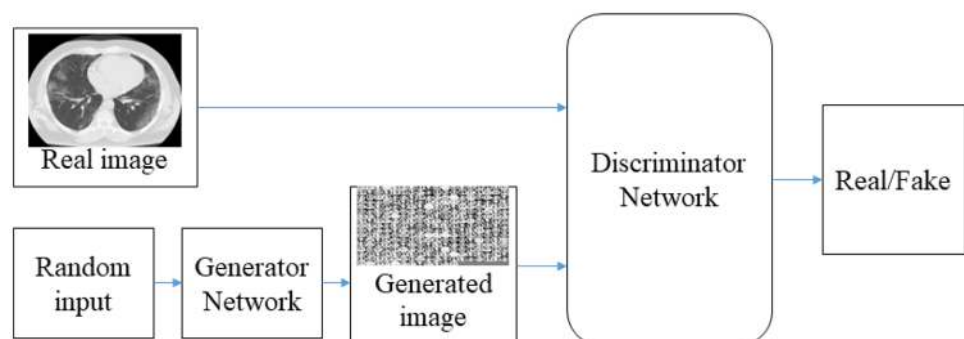 Real image
Random
input
Generator
Network
Generated
image
Discriminator
Network
Real/Fake